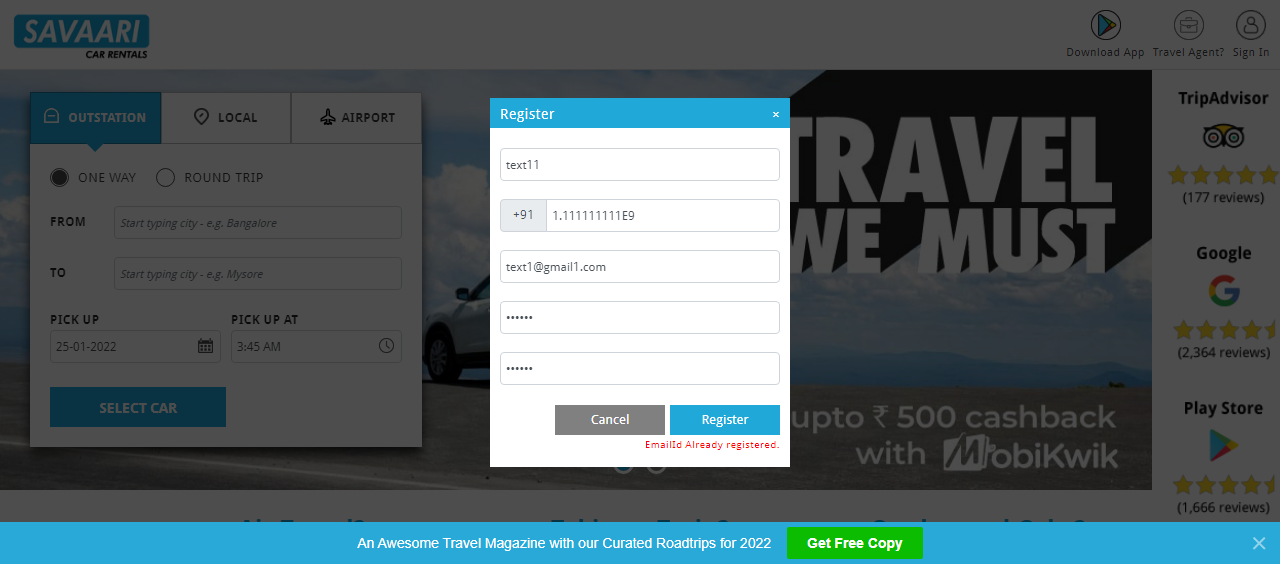 SAVAARI
CAR RENTALS
Download App
Travel Agent?
Sign In
OUTSTATION
LOCAL
AIRPORT
ONE WAY
ROUND TRIP
FROM
Start typing city - e.g. Bangalore
TO
Start typing city - e.g. Mysore
PICK UP
PICK UP AT
25-01-2022
3:45 AM
SELECT CAR
Register
×
text11
+91
1.111111111E9
text1@gmail1.com
••••••
••••••
Cancel
Register
EmailId Already registered.
TRAVEL
WE MUST
upto ₹ 500 cashback
with MobiKwik
TripAdvisor
(177 reviews)
Google
(2,364 reviews)
Play Store
(1,666 reviews)
An Awesome Travel Magazine with our Curated Roadtrips for 2022
Get Free Copy